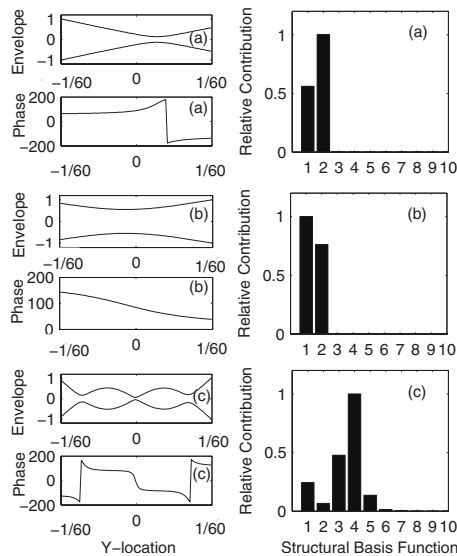 Envelope
1
0
−1
(a)
−1/60
0
1/60
Phase
200
0
−200
(a)
−1/60
0
1/60
Relative Contribution
1
0.5
0
(a)
1 2 3 4 5 6 7 8 9 10
Envelope
1
0
−1
(b)
−1/60
0
1/60
Phase
200
100
0
(b)
−1/60
0
1/60
Relative Contribution
1
0.5
0
(b)
1 2 3 4 5 6 7 8 9 10
Envelope
1
0
−1
(c)
−1/60
0
1/60
Phase
200
0
−200
(c)
−1/60
0
1/60
Y−location
Relative Contribution
1
0.5
0
(c)
1 2 3 4 5 6 7 8 9 10
Structural Basis Function